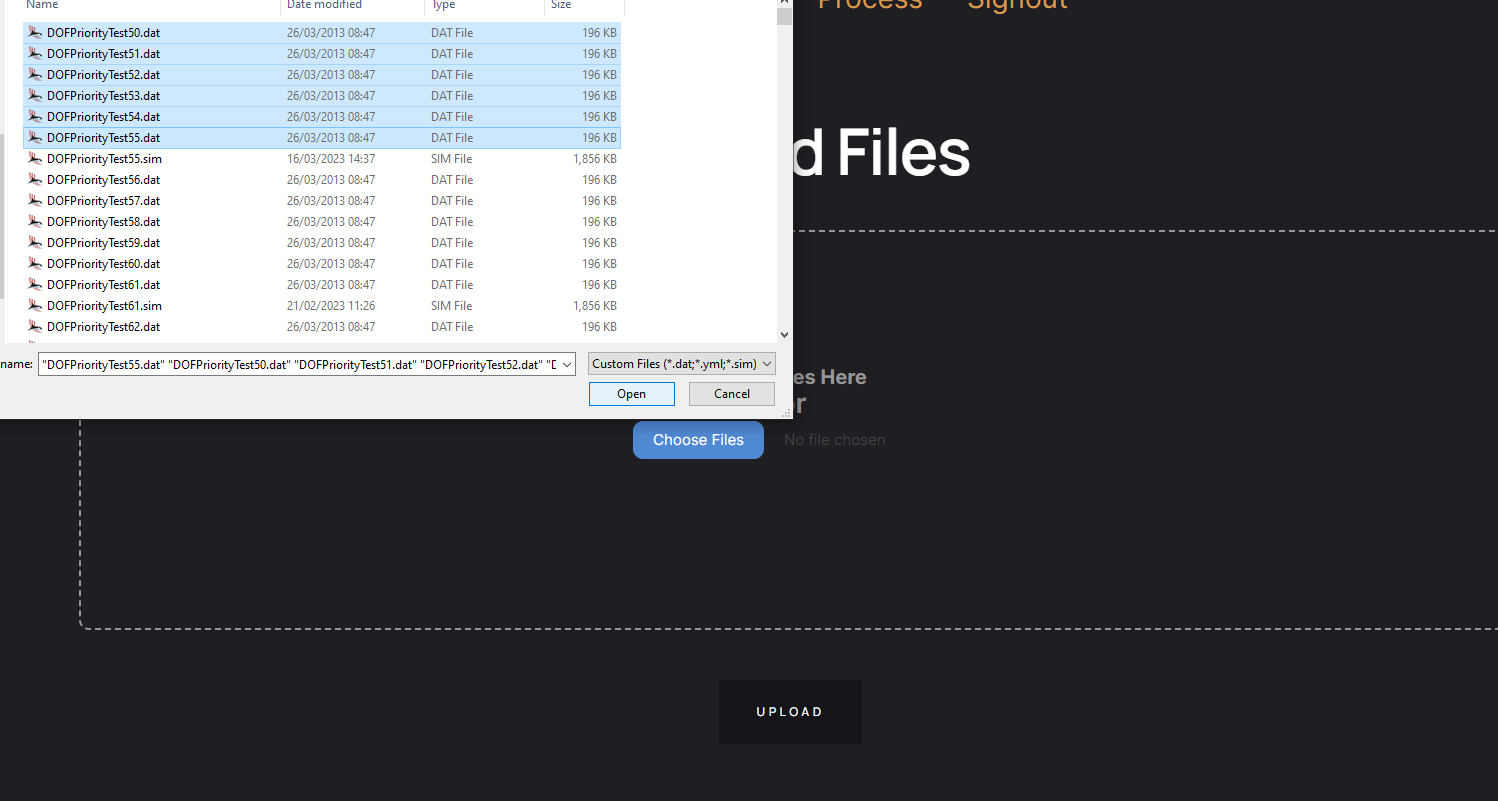 Name Date modified Type Size
Process Signout
DOFPriorityTest50.dat 26/03/2013 08:47 DAT File 196 KB
DOFPriorityTest51.dat 26/03/2013 08:47 DAT File 196 KB
DOFPriorityTest52.dat 26/03/2013 08:47 DAT File 196 KB
DOFPriorityTest53.dat 26/03/2013 08:47 DAT File 196 KB
DOFPriorityTest54.dat 26/03/2013 08:47 DAT File 196 KB
DOFPriorityTest55.dat 26/03/2013 08:47 DAT File 196 KB
DOFPriorityTest55.sim 16/03/2023 14:37 SIM File 1,856 KB
DOFPriorityTest56.dat 26/03/2013 08:47 DAT File 196 KB
DOFPriorityTest57.dat 26/03/2013 08:47 DAT File 196 KB
DOFPriorityTest58.dat 26/03/2013 08:47 DAT File 196 KB
DOFPriorityTest59.dat 26/03/2013 08:47 DAT File 196 KB
DOFPriorityTest60.dat 26/03/2013 08:47 DAT File 196 KB
DOFPriorityTest61.dat 26/03/2013 08:47 DAT File 196 KB
DOFPriorityTest61.sim 21/02/2023 11:26 SIM File 1,856 KB
DOFPriorityTest62.dat 26/03/2013 08:47 DAT File 196 KB
d Files
name: "DOFPriorityTest55.dat" "DOFPriorityTest50.dat" "DOFPriorityTest51.dat" "DOFPriorityTest52.dat" "D
Custom Files (*.dat;*.yml;*.sim)
Open Cancel
es Here
or
Choose Files No file chosen
UPLOAD